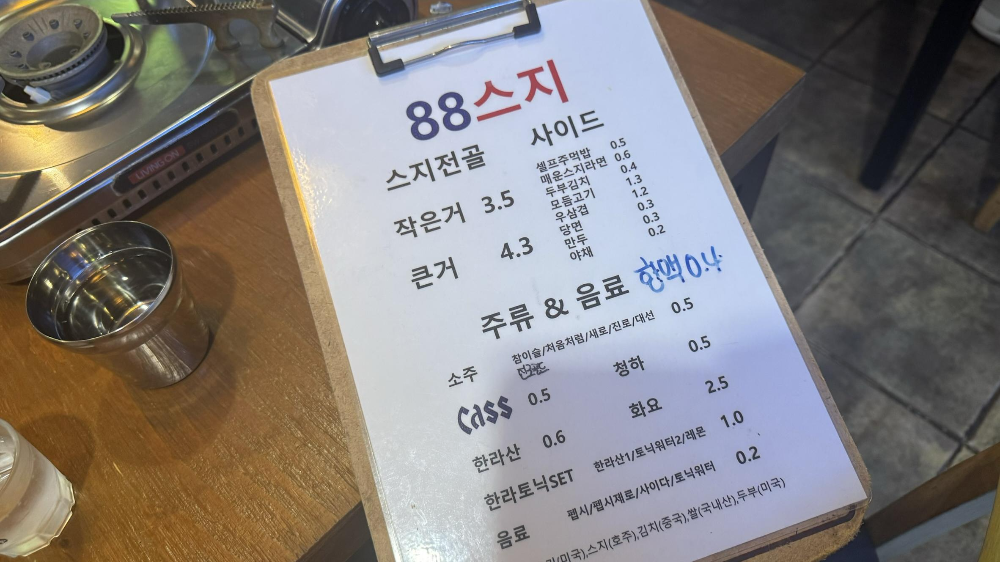 88스지
스지전골
작은거 3.5
큰거 4.3
사이드
셀프주먹밥 0.5
매운스지라면 0.6
두부김치 0.4
모둠고기 1.3
우삼겹 1.2
당면 0.3
만두 0.3
야채 0.2
주류 & 음료 한맥 0.4
소주 참이슬/처음처럼/새로/진로/대선 0.5
Cass 0.5
청하 0.5
한라산 0.6
화요 2.5
한라토닉SET 한라산1/토닉워터2/레몬 1.0
음료 펩시/펩시제로/사이다/토닉워터 0.2
(미국),스지(호주),김치(중국),쌀(국내산),두부(미국)
LIVING ON